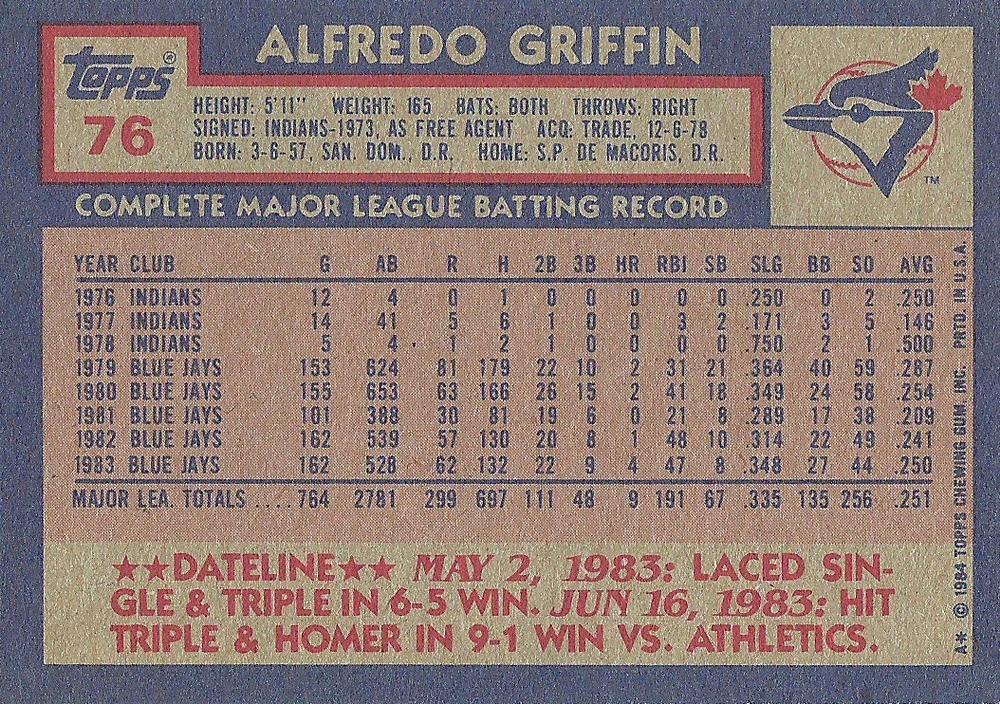 ALFREDO GRIFFIN
Topps®
76
HEIGHT: 5'11" WEIGHT: 165 BATS: BOTH THROWS: RIGHT
SIGNED: INDIANS-1973, AS FREE AGENT ACQ: TRADE, 12-6-78
BORN: 3-6-57, SAN. DOM., D.R. HOME: S.P. DE MACORIS, D.R.
TM
COMPLETE MAJOR LEAGUE BATTING RECORD
YEAR CLUB G AB R H 2B 3B HR RBI SB SLG BB SO AVG
1976 INDIANS 12 4 0 1 0 0 0 0 0 .250 0 2 .250
1977 INDIANS 14 41 5 6 1 0 0 3 2 .171 3 5 .146
1978 INDIANS 5 4 1 2 1 0 0 0 0 .750 2 1 .500
1979 BLUE JAYS 153 624 81 179 22 10 2 31 21 .364 40 59 .287
1980 BLUE JAYS 155 653 63 166 26 15 2 41 18 .349 24 58 .254
1981 BLUE JAYS 101 388 30 81 19 6 0 21 8 .289 17 38 .209
1982 BLUE JAYS 162 539 57 130 20 8 1 48 10 .314 22 49 .241
1983 BLUE JAYS 162 528 62 132 22 9 4 47 8 .348 27 44 .250
MAJOR LEA. TOTALS ... 764 2781 299 697 111 48 9 191 67 .335 135 256 .251
★★DATELINE★★ MAY 2, 1983: LACED SIN-
GLE & TRIPLE IN 6-5 WIN. JUN 16, 1983: HIT
TRIPLE & HOMER IN 9-1 WIN VS. ATHLETICS.
A* © 1984 TOPPS CHEWING GUM, INC. PRTD. IN U.S.A.